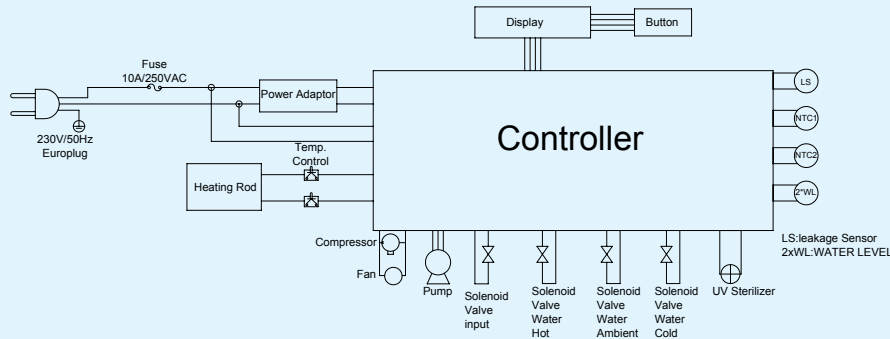 Display
Button
Fuse
10A/250VAC
Power Adaptor
LS
NTC1
230V/50Hz
Europlug
Controller
Temp.
Control
NTC2
Heating Rod
2*WL
Compressor
LS:leakage Sensor
2xWL:WATER LEVEL
Fan
Pump
Solenoid
Valve
input
Solenoid
Valve
Water
Hot
Solenoid
Valve
Water
Ambient
Solenoid
Valve
Water
Cold
UV Sterilizer